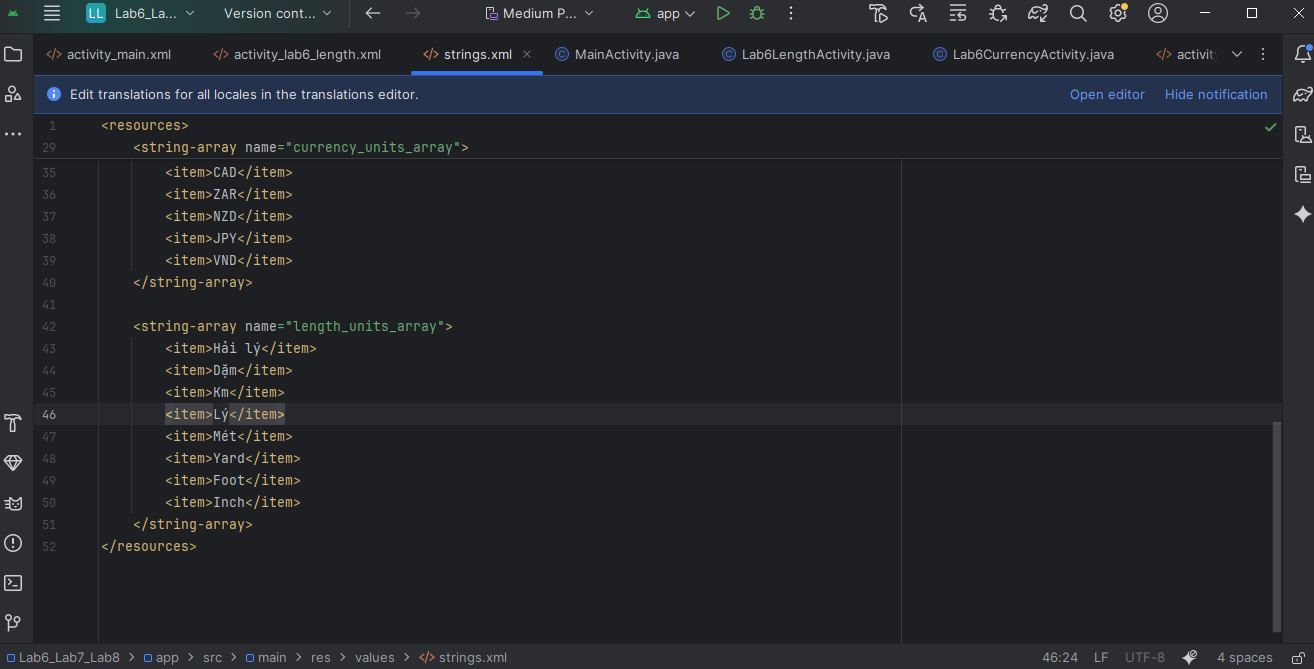 LL Lab6_La... Version cont... Medium P... app
activity_main.xml activity_lab6_length.xml strings.xml MainActivity.java Lab6LengthActivity.java Lab6CurrencyActivity.java activit
Edit translations for all locales in the translations editor. Open editor Hide notification
1 <resources>
29 <string-array name="currency_units_array">
35 <item>CAD</item>
36 <item>ZAR</item>
37 <item>NZD</item>
38 <item>JPY</item>
39 <item>VND</item>
40 </string-array>
41
42 <string-array name="length_units_array">
43 <item>Hải lý</item>
44 <item>Dặm</item>
45 <item>Km</item>
46 <item>Lý</item>
47 <item>Mét</item>
48 <item>Yard</item>
49 <item>Foot</item>
50 <item>Inch</item>
51 </string-array>
52 </resources>
Lab6_Lab7_Lab8 > app > src > main > res > values > strings.xml 46:24 LF UTF-8 4 spaces